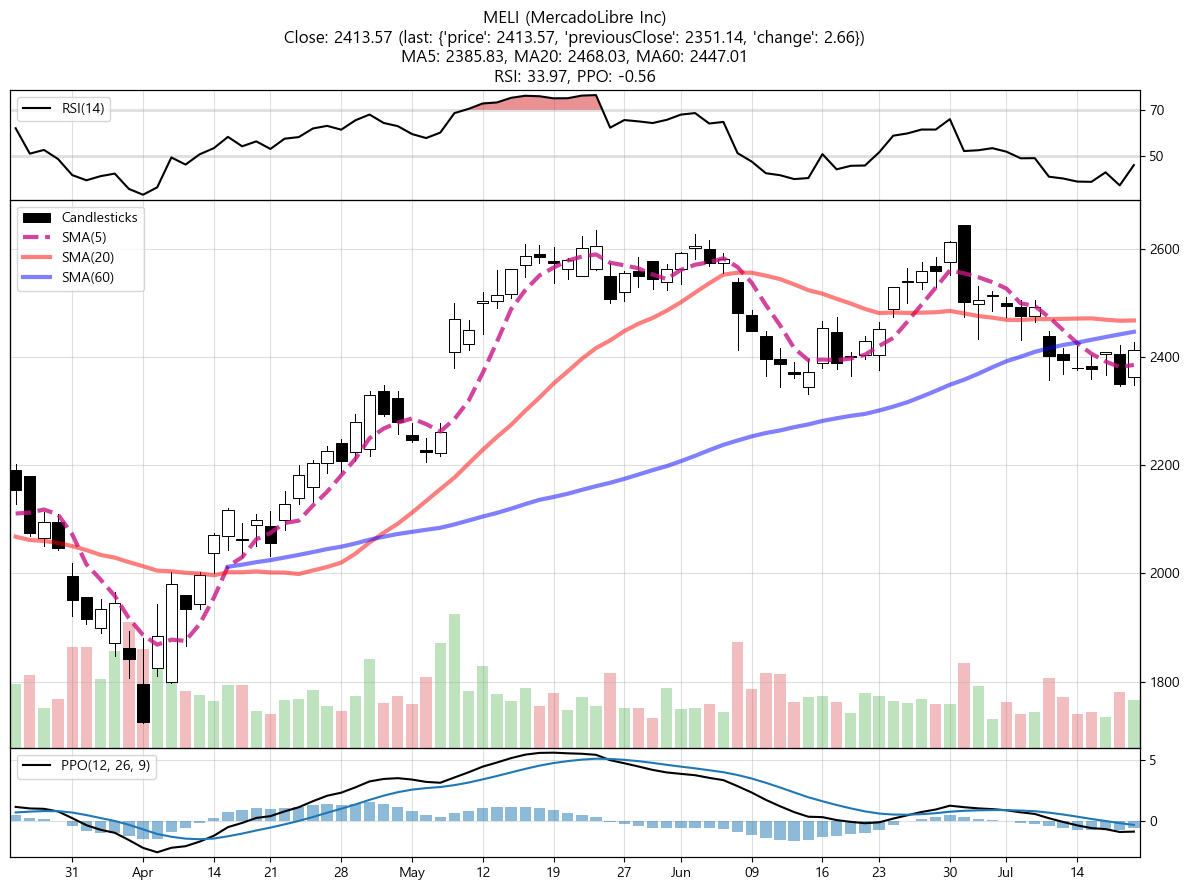 MELI (MercadoLibre Inc)
Close: 2413.57 (last: {'price': 2413.57, 'previousClose': 2351.14, 'change': 2.66})
MA5: 2385.83, MA20: 2468.03, MA60: 2447.01
RSI: 33.97, PPO: -0.56
RSI(14)
70
50
Candlesticks
SMA(5)
SMA(20)
SMA(60)
2600
2400
2200
2000
1800
PPO(12, 26, 9)
5
0
31 Apr 14 21 28 May 12 19 27 Jun 09 16 23 30 Jul 14